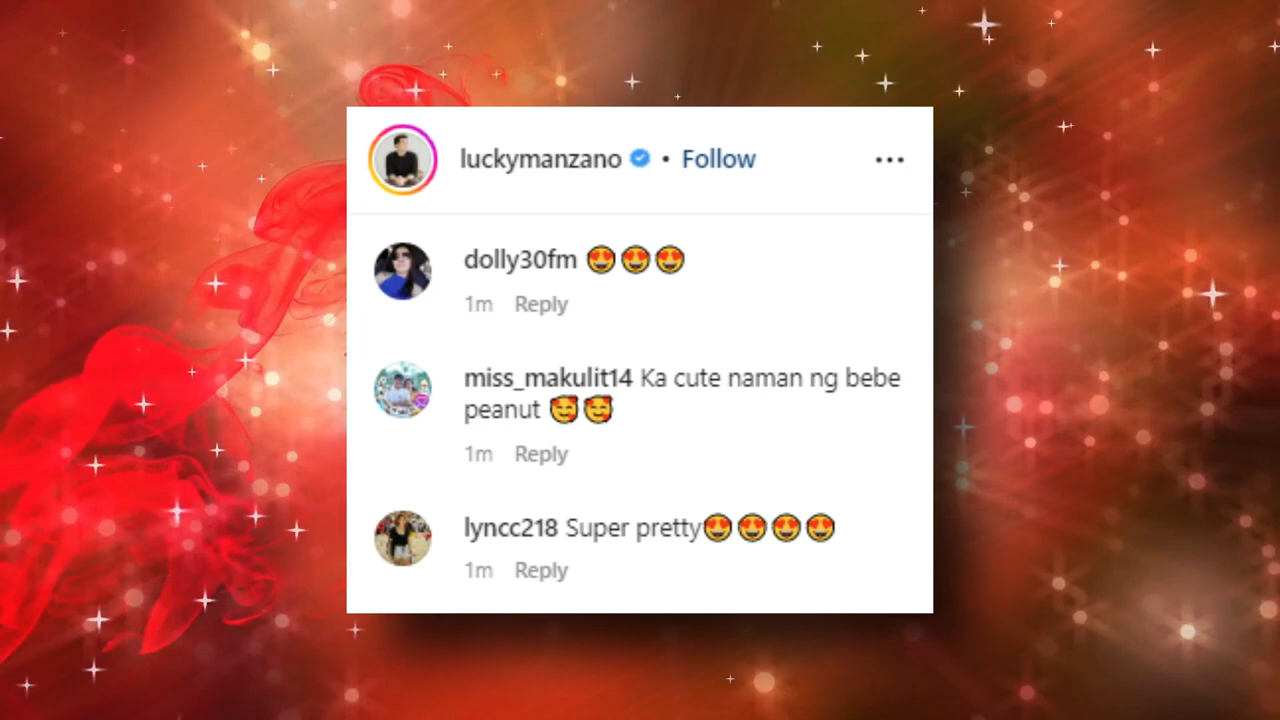 luckymanzano • Follow
dolly30fm 😍😍😍
1m Reply
miss_makulit14 Ka cute naman ng bebe
peanut 🥰🥰
1m Reply
lyncc218 Super pretty😍😍😍😍
1m Reply